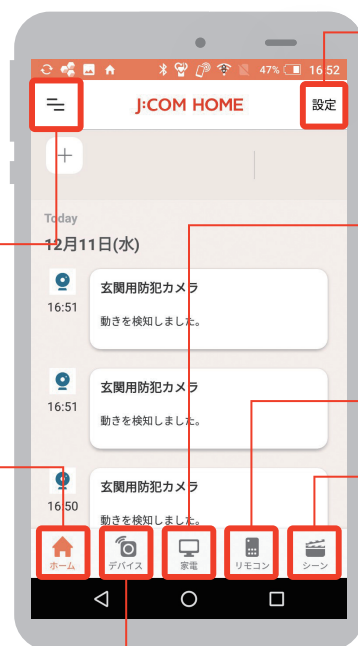 47% 16:52
J:COM HOME
設定
Today
12月11日(水)
玄関用防犯カメラ
16:51
動きを検知しました。
玄関用防犯カメラ
16:51
動きを検知しました。
玄関用防犯カメラ
16:50
動きを検知しました。
ホーム
デバイス
家電
リモコン
シーン